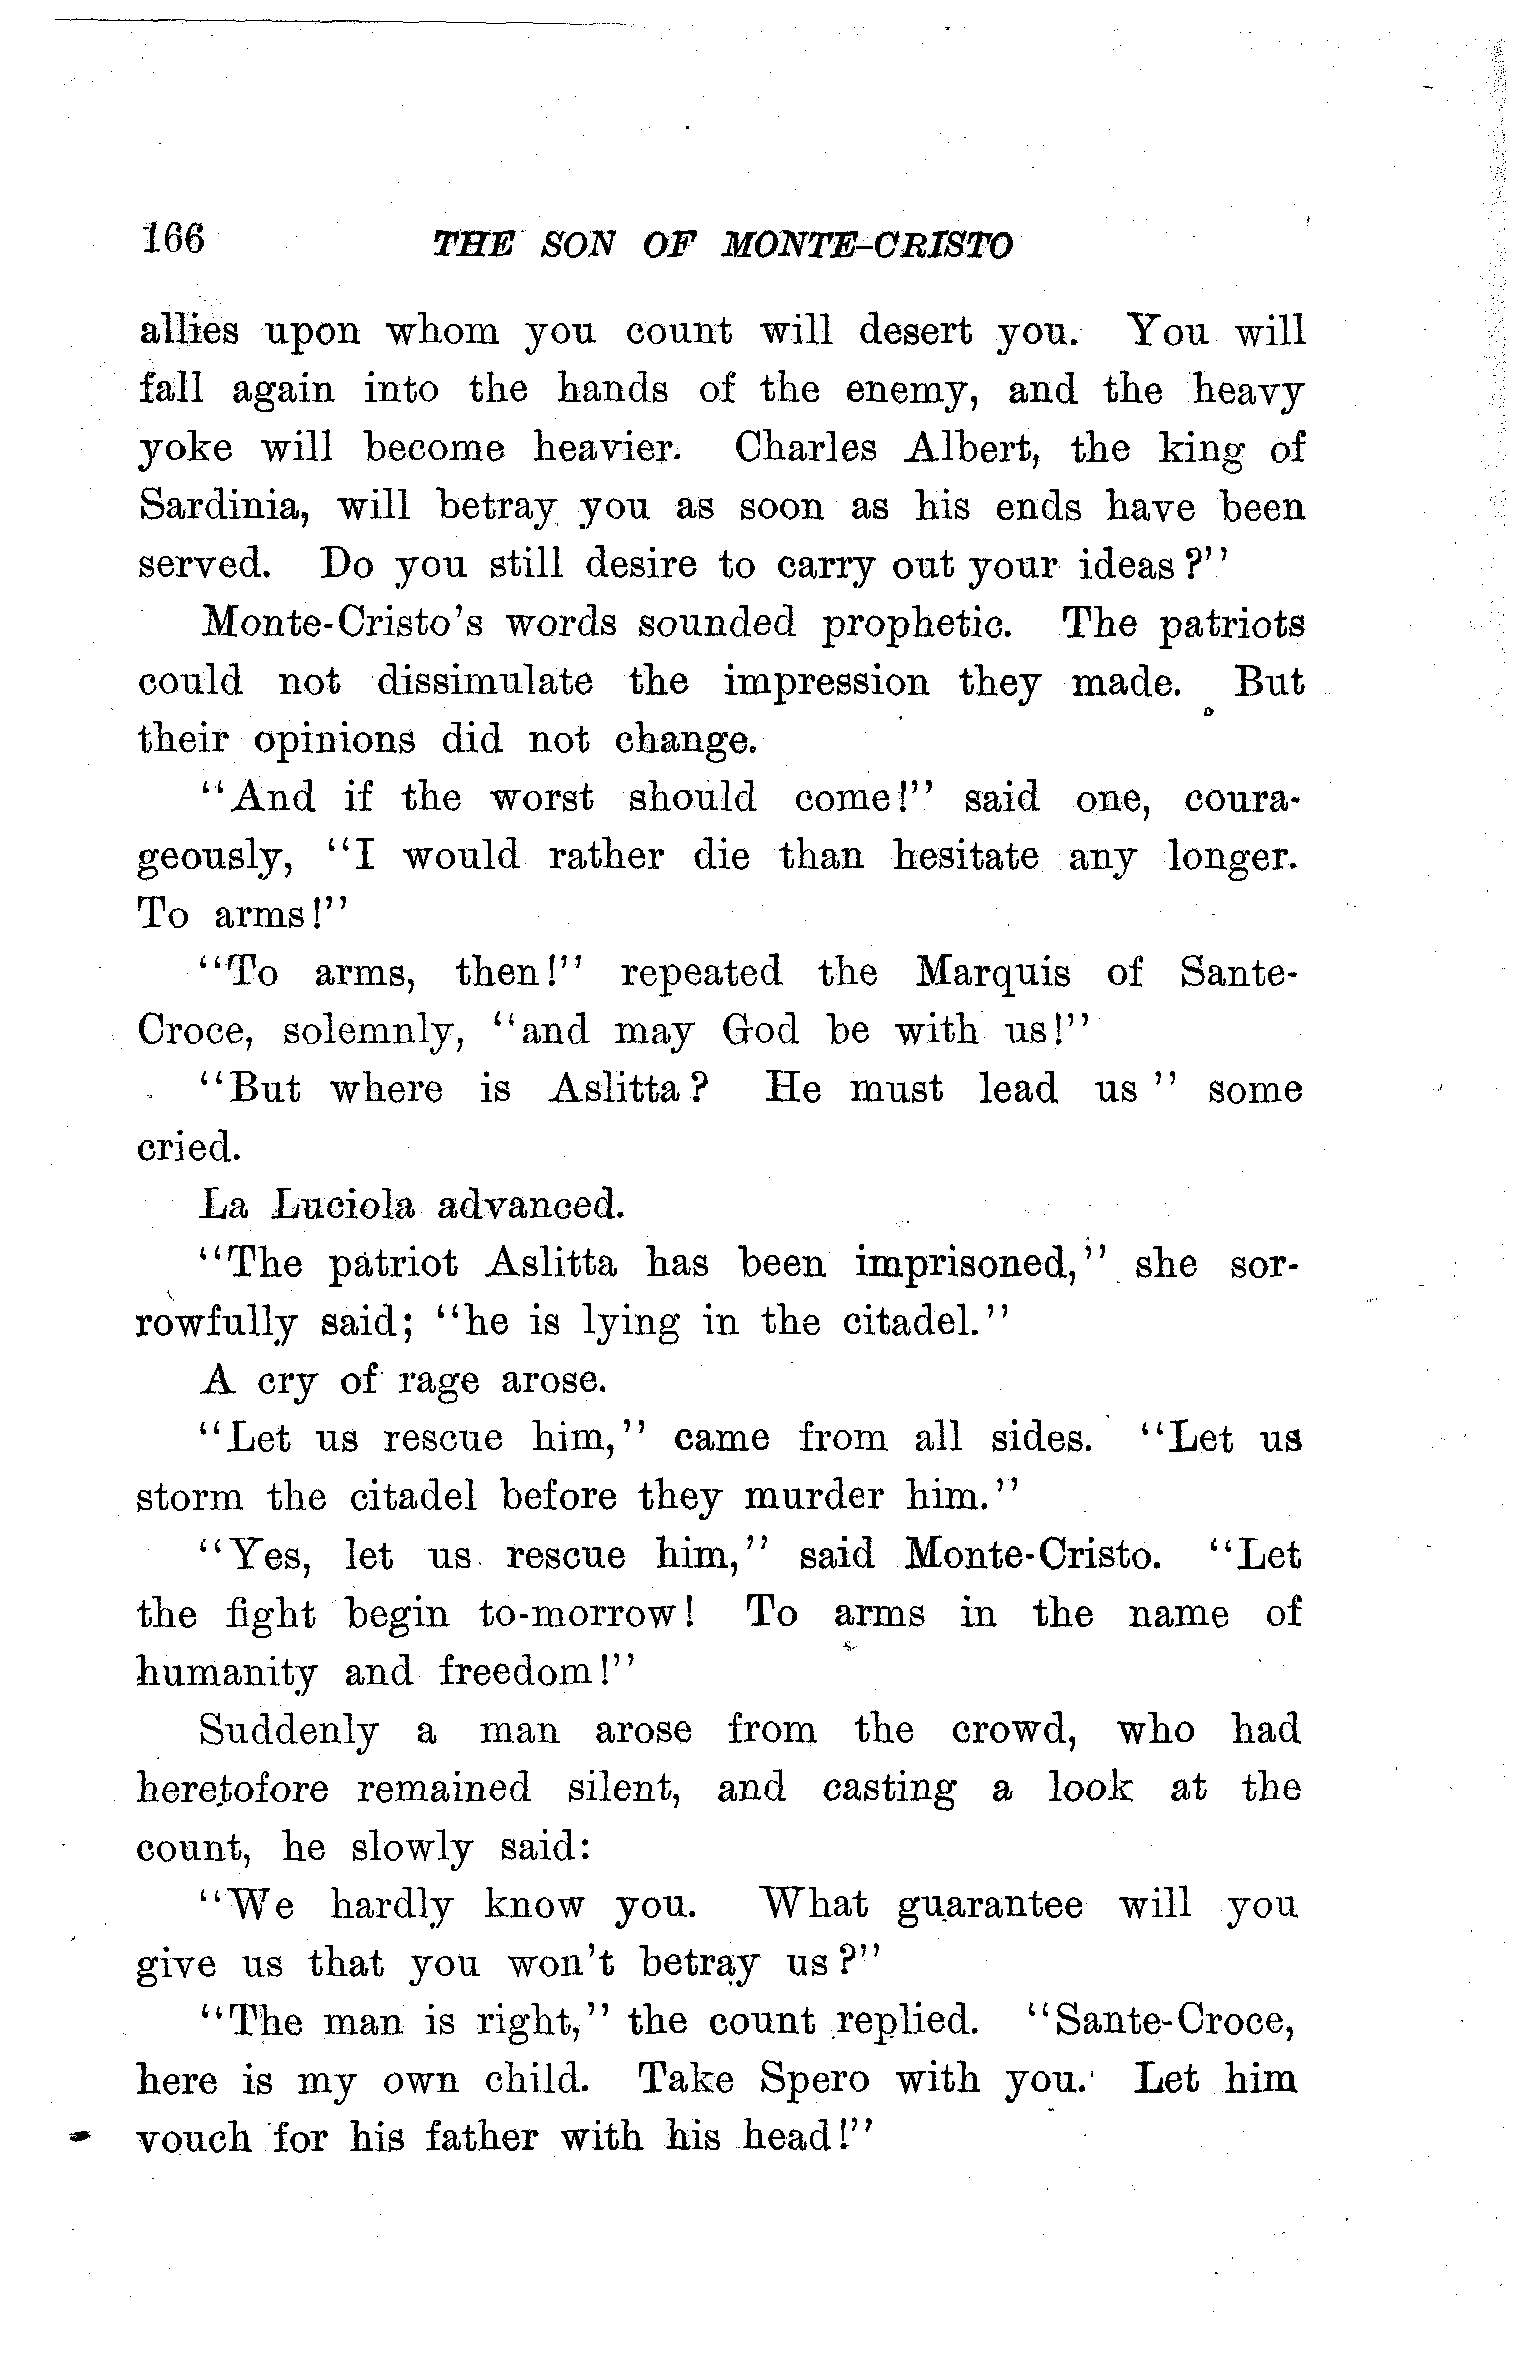 166 THE SON OF MONTE-CRISTO
allies upon whom you count will desert you. You will
fall again into the hands of the enemy, and the heavy
yoke will become heavier. Charles Albert, the king of
Sardinia, will betray you as soon as his ends have been
served. Do you still desire to carry out your ideas?"
Monte-Cristo's words sounded prophetic. The patriots
could not dissimulate the impression they made. But
their opinions did not change.
"And if the worst should come!" said one, coura-
geously, "I would rather die than hesitate any longer.
To arms!"
"To arms, then!" repeated the Marquis of Sante-
Croce, solemnly, "and may God be with us!"
"But where is Aslitta? He must lead us" some
cried.
La Luciola advanced.
"The patriot Aslitta has been imprisoned," she sor-
rowfully said; "he is lying in the citadel."
A cry of rage arose.
"Let us rescue him," came from all sides. "Let us
storm the citadel before they murder him."
"Yes, let us rescue him," said Monte-Cristo. "Let
the fight begin to-morrow! To arms in the name of
humanity and freedom!"
Suddenly a man arose from the crowd, who had
heretofore remained silent, and casting a look at the
count, he slowly said:
"We hardly know you. What guarantee will you
give us that you won't betray us?"
"The man is right," the count replied. "Sante-Croce,
here is my own child. Take Spero with you. Let him
vouch for his father with his head!"